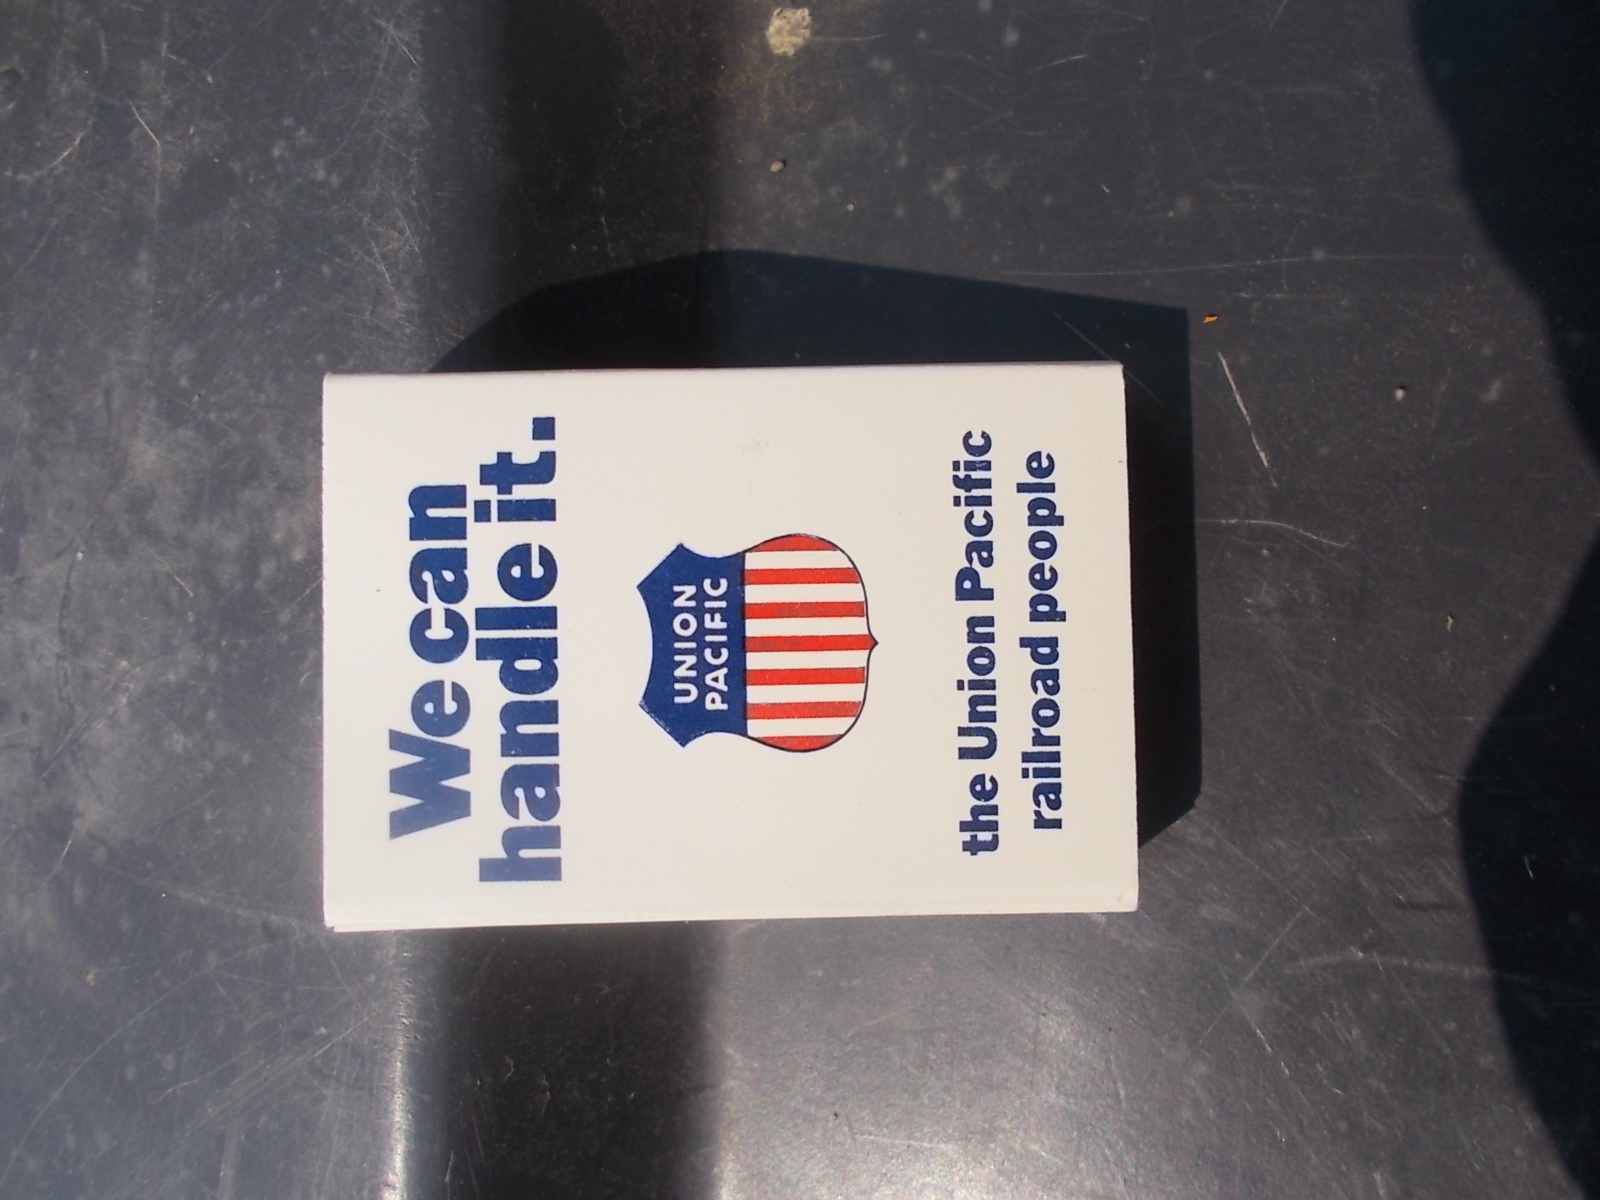 We can
handle it.
UNION
PACIFIC
the Union Pacific
railroad people